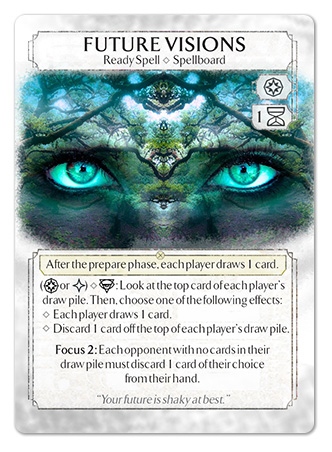 FUTURE VISIONS
Ready Spell ◇ Spellboard
1
After the prepare phase, each player draws 1 card.
( or ) ◇ : Look at the top card of each player's
draw pile. Then, choose one of the following effects:
◇ Each player draws 1 card.
◇ Discard 1 card off the top of each player's draw pile.
Focus 2: Each opponent with no cards in their
draw pile must discard 1 card of their choice
from their hand.
"Your future is shaky at best."